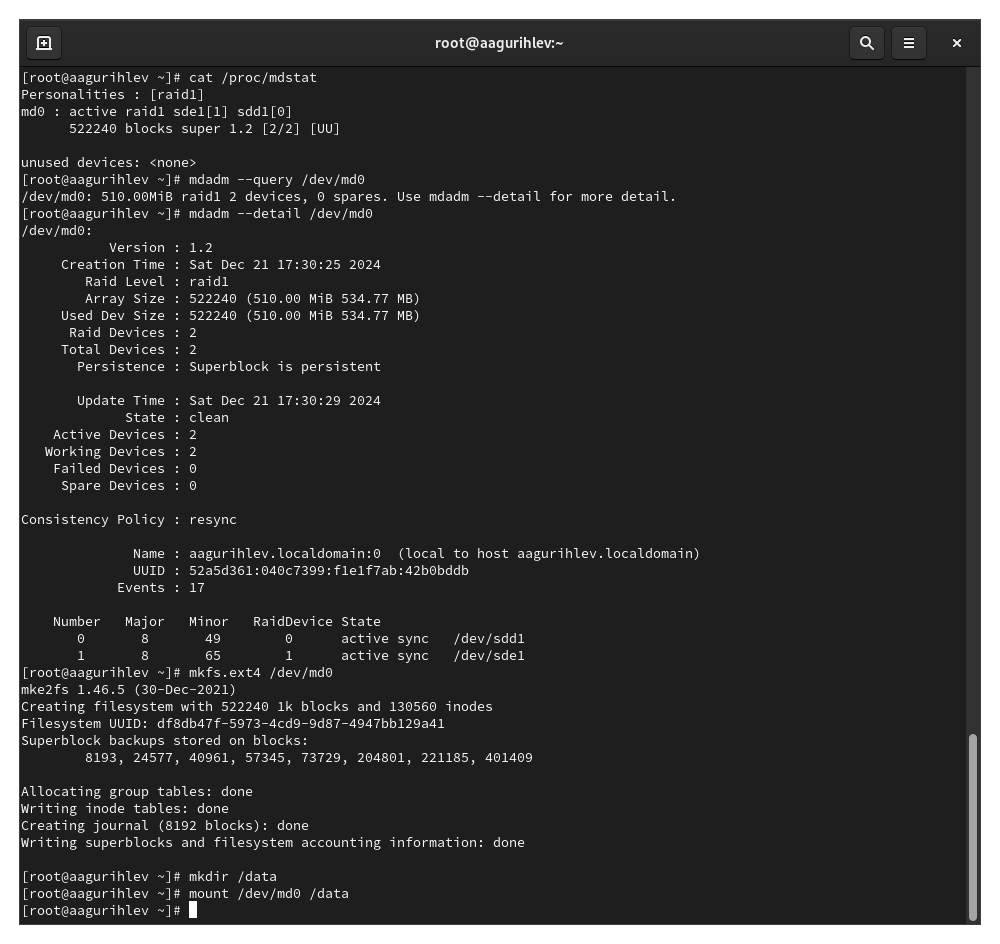 root@aagurihlev:~
[root@aagurihlev ~]# cat /proc/mdstat
Personalities : [raid1]
md0 : active raid1 sde1[1] sdd1[0]
      522240 blocks super 1.2 [2/2] [UU]

unused devices: <none>
[root@aagurihlev ~]# mdadm --query /dev/md0
/dev/md0: 510.00MiB raid1 2 devices, 0 spares. Use mdadm --detail for more detail.
[root@aagurihlev ~]# mdadm --detail /dev/md0
/dev/md0:
           Version : 1.2
     Creation Time : Sat Dec 21 17:30:25 2024
        Raid Level : raid1
        Array Size : 522240 (510.00 MiB 534.77 MB)
     Used Dev Size : 522240 (510.00 MiB 534.77 MB)
      Raid Devices : 2
     Total Devices : 2
       Persistence : Superblock is persistent

       Update Time : Sat Dec 21 17:30:29 2024
             State : clean
    Active Devices : 2
   Working Devices : 2
    Failed Devices : 0
     Spare Devices : 0

Consistency Policy : resync

              Name : aagurihlev.localdomain:0  (local to host aagurihlev.localdomain)
              UUID : 52a5d361:040c7399:f1e1f7ab:42b0bddb
            Events : 17

    Number   Major   Minor   RaidDevice State
       0       8       49        0      active sync   /dev/sdd1
       1       8       65        1      active sync   /dev/sde1
[root@aagurihlev ~]# mkfs.ext4 /dev/md0
mke2fs 1.46.5 (30-Dec-2021)
Creating filesystem with 522240 1k blocks and 130560 inodes
Filesystem UUID: df8db47f-5973-4cd9-9d87-4947bb129a41
Superblock backups stored on blocks:
        8193, 24577, 40961, 57345, 73729, 204801, 221185, 401409

Allocating group tables: done
Writing inode tables: done
Creating journal (8192 blocks): done
Writing superblocks and filesystem accounting information: done

[root@aagurihlev ~]# mkdir /data
[root@aagurihlev ~]# mount /dev/md0 /data
[root@aagurihlev ~]#